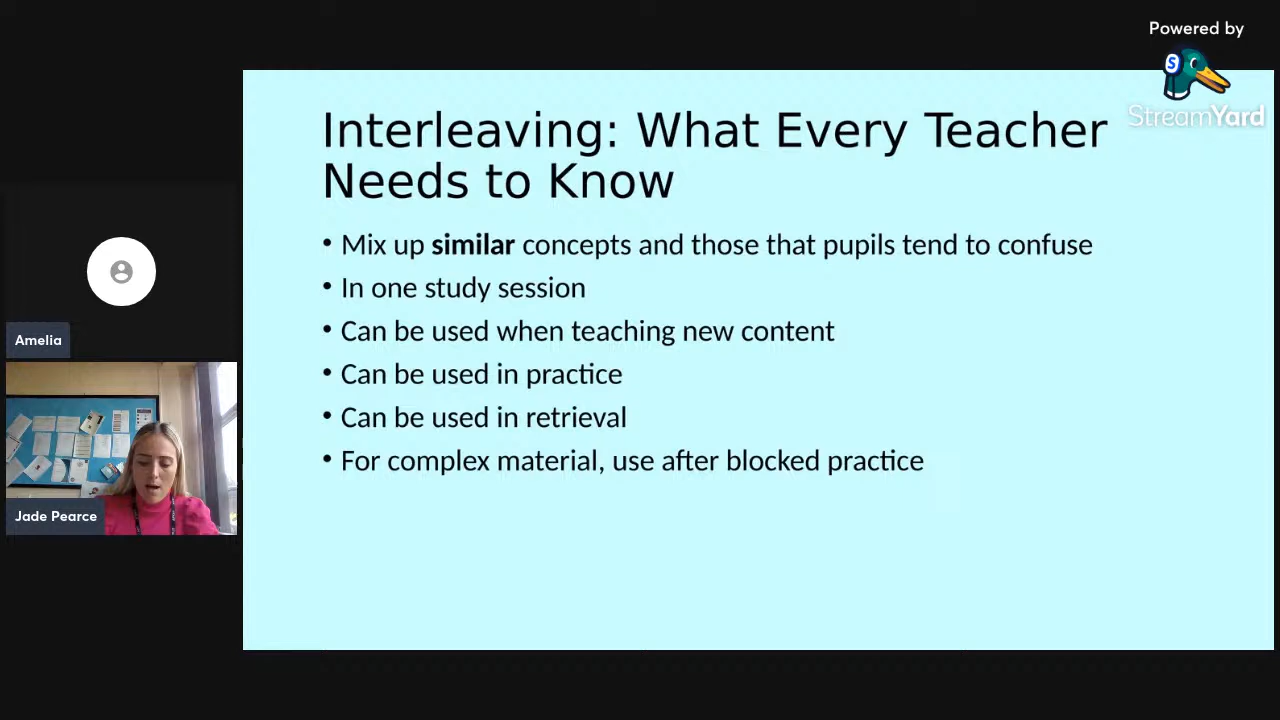 Powered by
StreamYard
Interleaving: What Every Teacher
Needs to Know
• Mix up similar concepts and those that pupils tend to confuse
• In one study session
• Can be used when teaching new content
• Can be used in practice
• Can be used in retrieval
• For complex material, use after blocked practice
Amelia
Jade Pearce